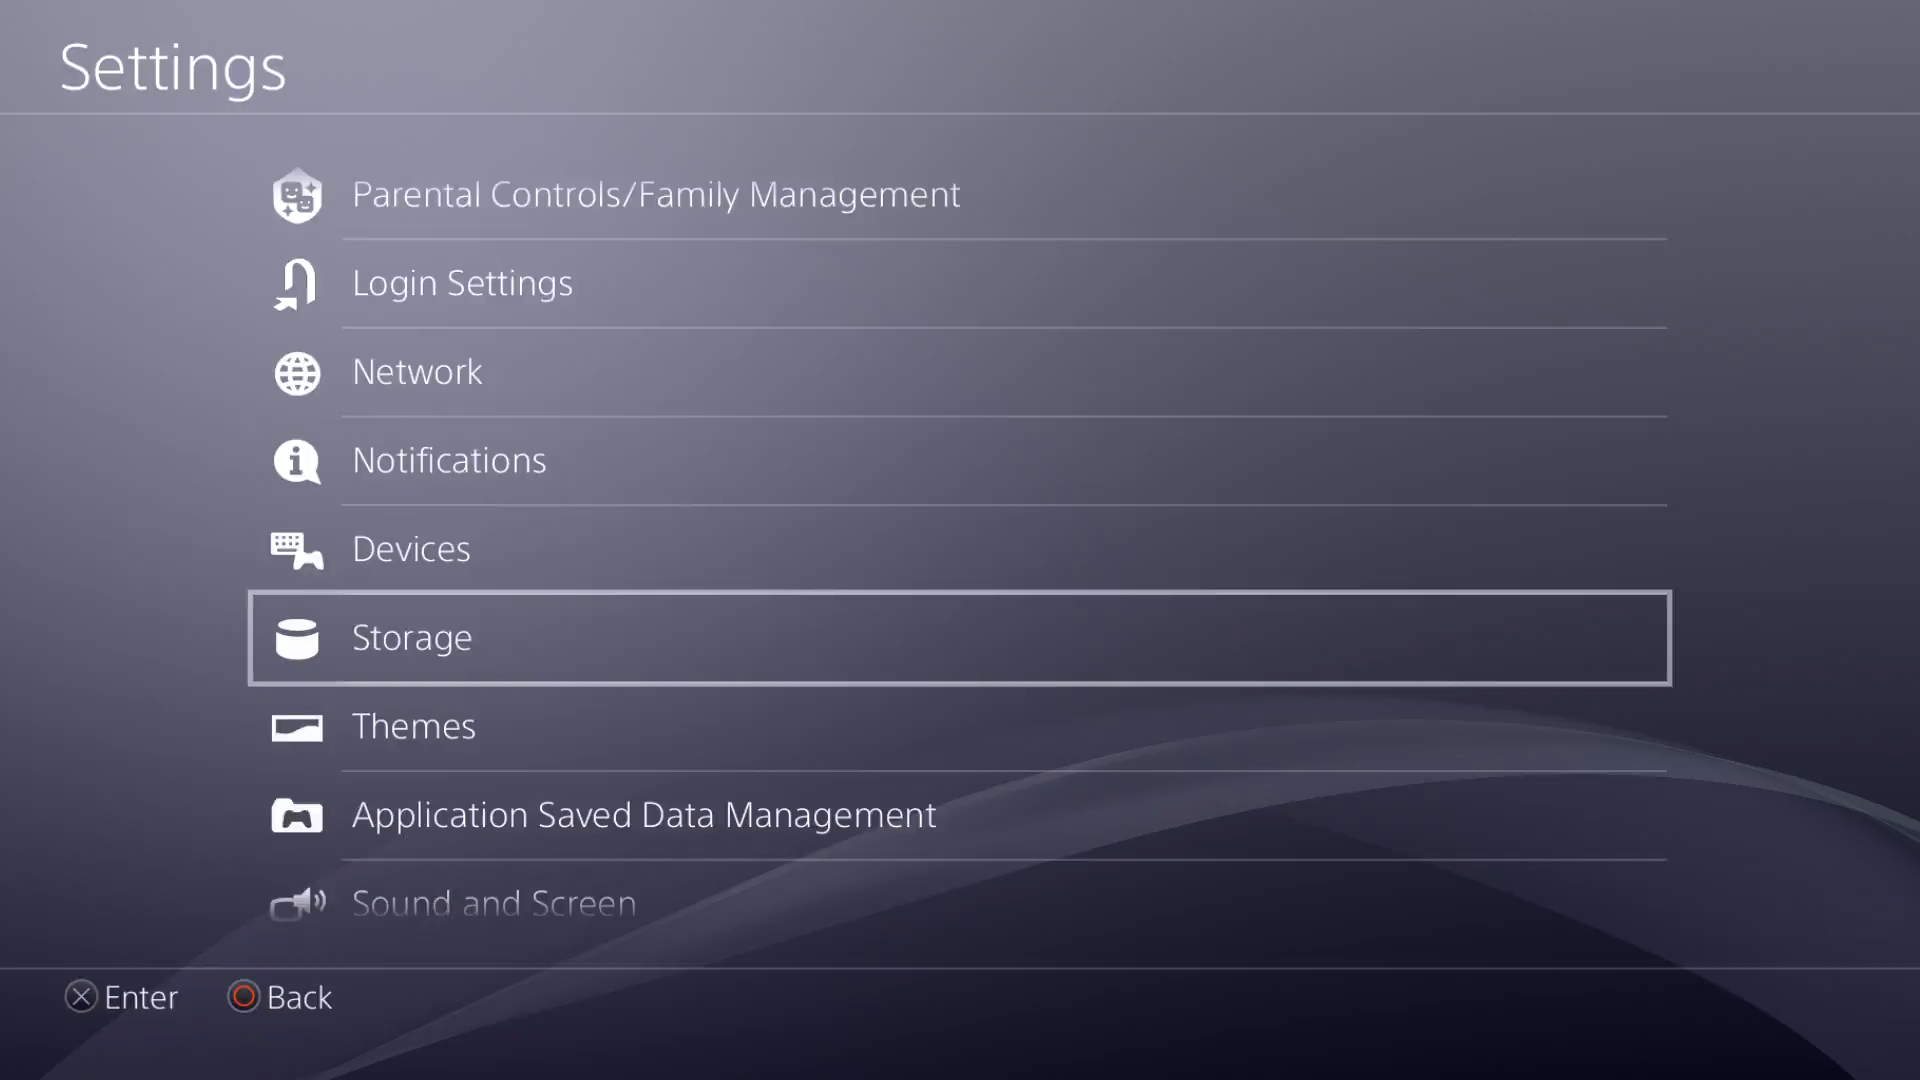 Settings
Parental Controls/Family Management
Login Settings
Network
Notifications
Devices
Storage
Themes
Application Saved Data Management
Sound and Screen
Enter Back